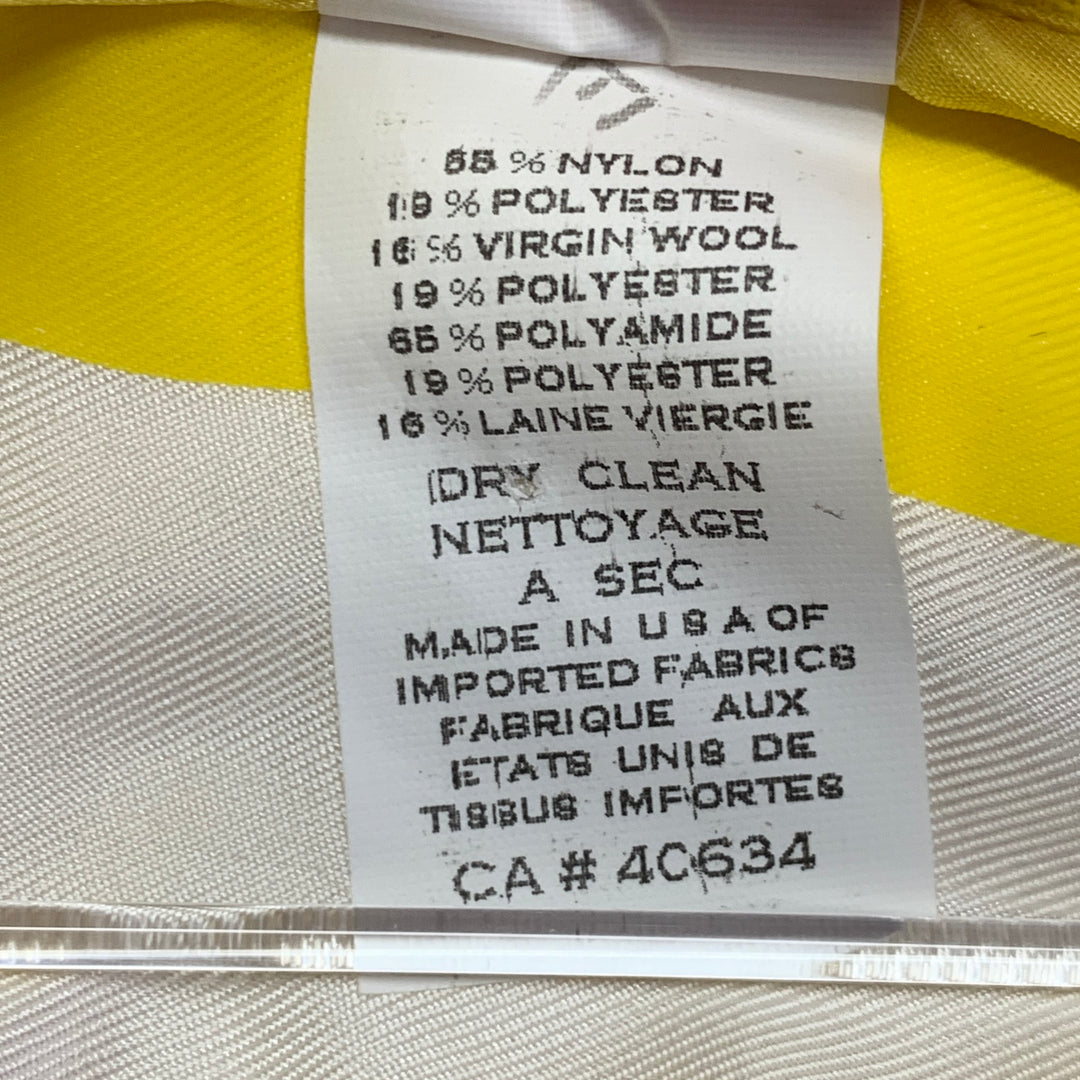 65 % NYLON
19 % POLYESTER
16 % VIRGIN WOOL
19 % POLYESTER
65 % POLYAMIDE
19 % POLYESTER
16 % LAINE VIERGIE
DRY CLEAN
NETTOYAGE
A SEC
MADE IN U S A OF
IMPORTED FABRICS
FABRIQUE AUX
ETATS UNIS DE
TISSUS IMPORTES
CA # 40634